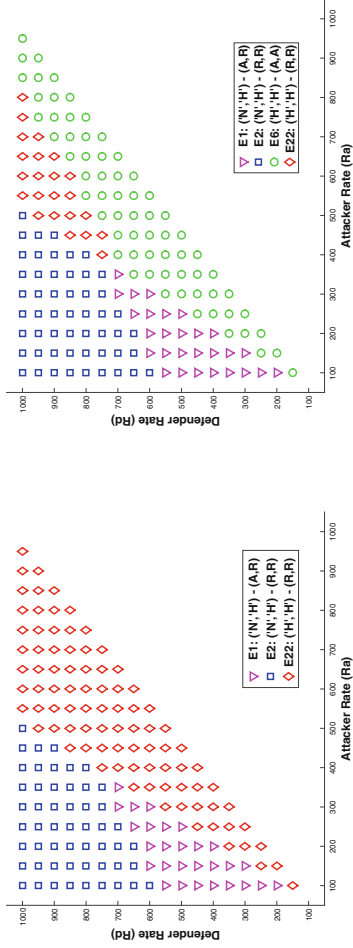 Defender Rate (Rd)
1000
900
800
700
600
500
400
300
200
100
E1: ('N','H') - (A,R)
E2: ('N','H') - (R,R)
E22: ('H','H') - (R,R)
100 200 300 400 500 600 700 800 900 1000
Attacker Rate (Ra)
Defender Rate (Rd)
1000
900
800
700
600
500
400
300
200
100
E1: ('N','H') - (A,R)
E2: ('N','H') - (R,R)
E6: ('H','H') - (A,A)
E22: ('H','H') - (R,R)
100 200 300 400 500 600 700 800 900 1000
Attacker Rate (Ra)